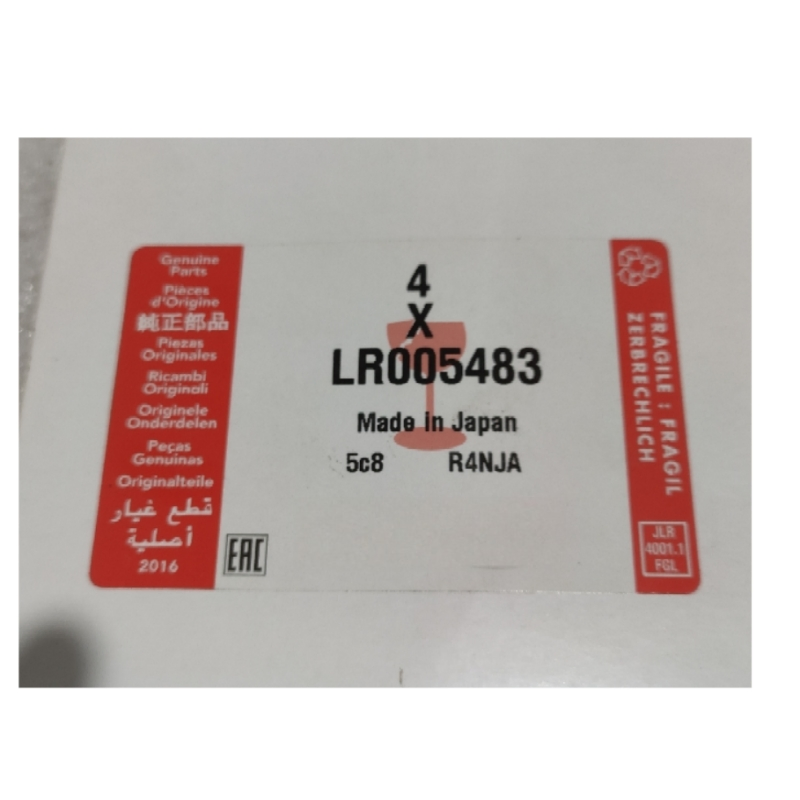 Genuine
Parts
Pièces
d'Origine
純正部品
Piezas
Originales
Ricambi
Originali
Originele
Onderdelen
Peças
Genuínas
Originalteile
قطع غيار
أصلية
2016
EAC
4
X
LR005483
Made in Japan
5c8 R4NJA
FRAGILE : FRAGIL
ZERBRECHLICH
JLR
4001.1
FGL